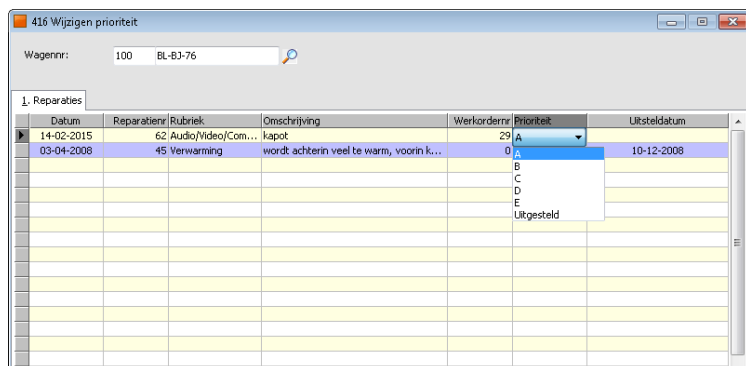 416 Wijzigen prioriteit
Wagennr: 100 BL-BJ-76
1. Reparaties
Datum Reparatienr Rubriek Omschrijving Werkordernr Prioriteit Uitsteldatum
14-02-2015 62 Audio/Video/Com... kapot 29 A
03-04-2008 45 Verwarming wordt achterin veel te warm, voorin k... 0 10-12-2008
A
B
C
D
E
Uitgesteld